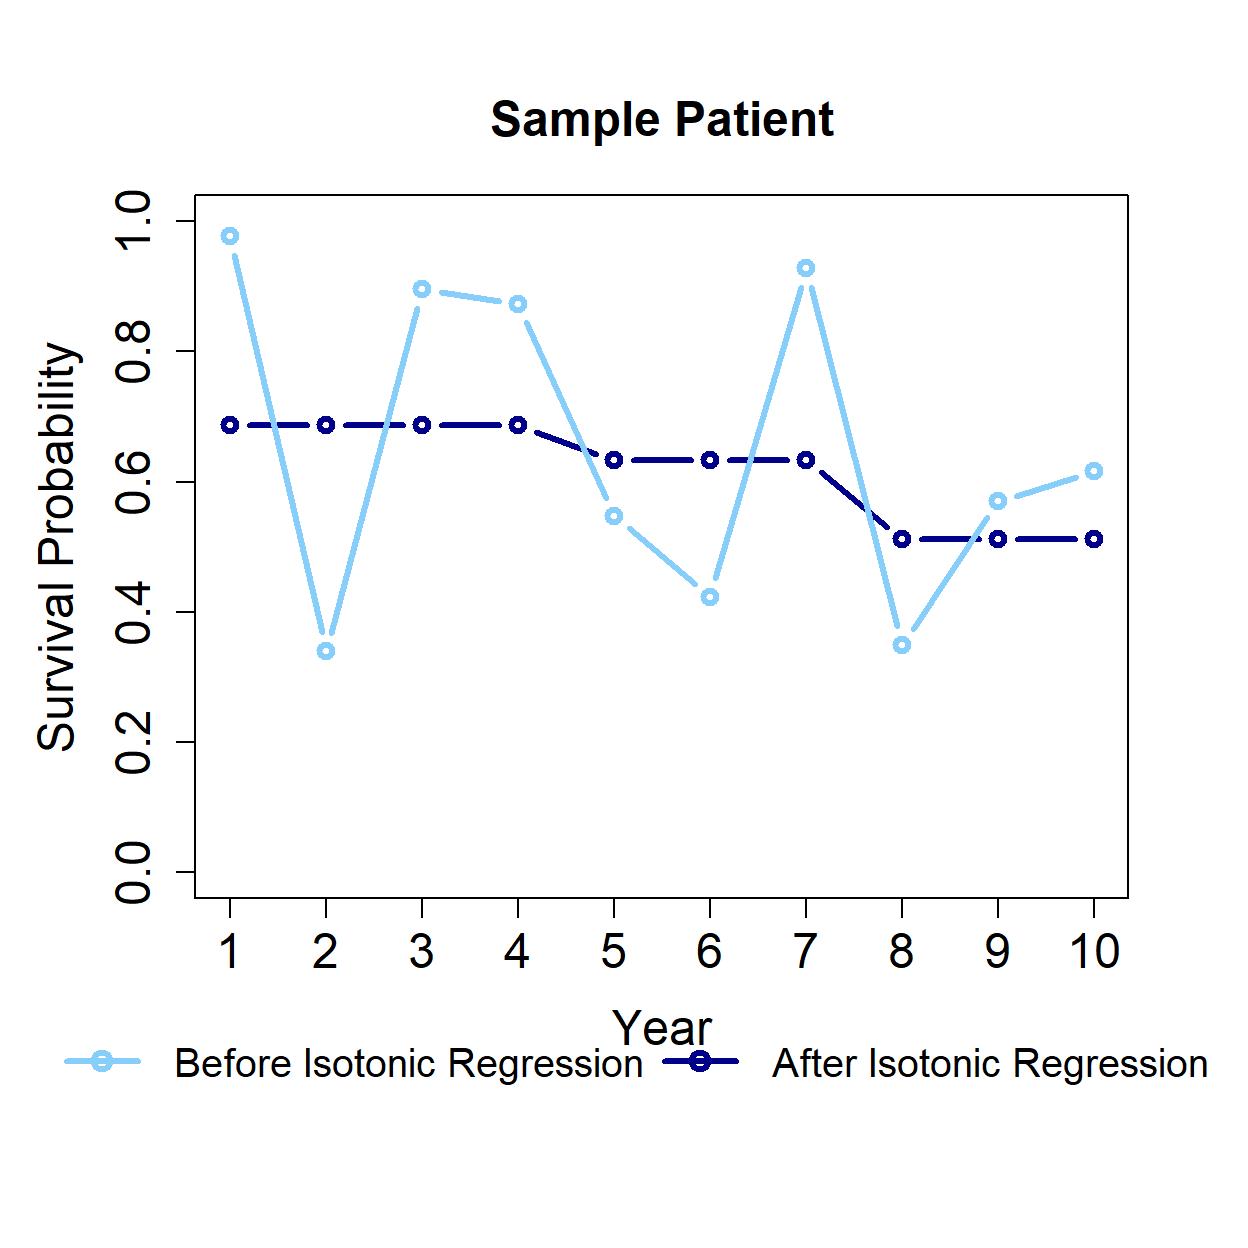 Sample Patient
Survival Probability
1.0
0.8
0.6
0.4
0.2
0.0
1 2 3 4 5 6 7 8 9 10
Year
Before Isotonic Regression After Isotonic Regression